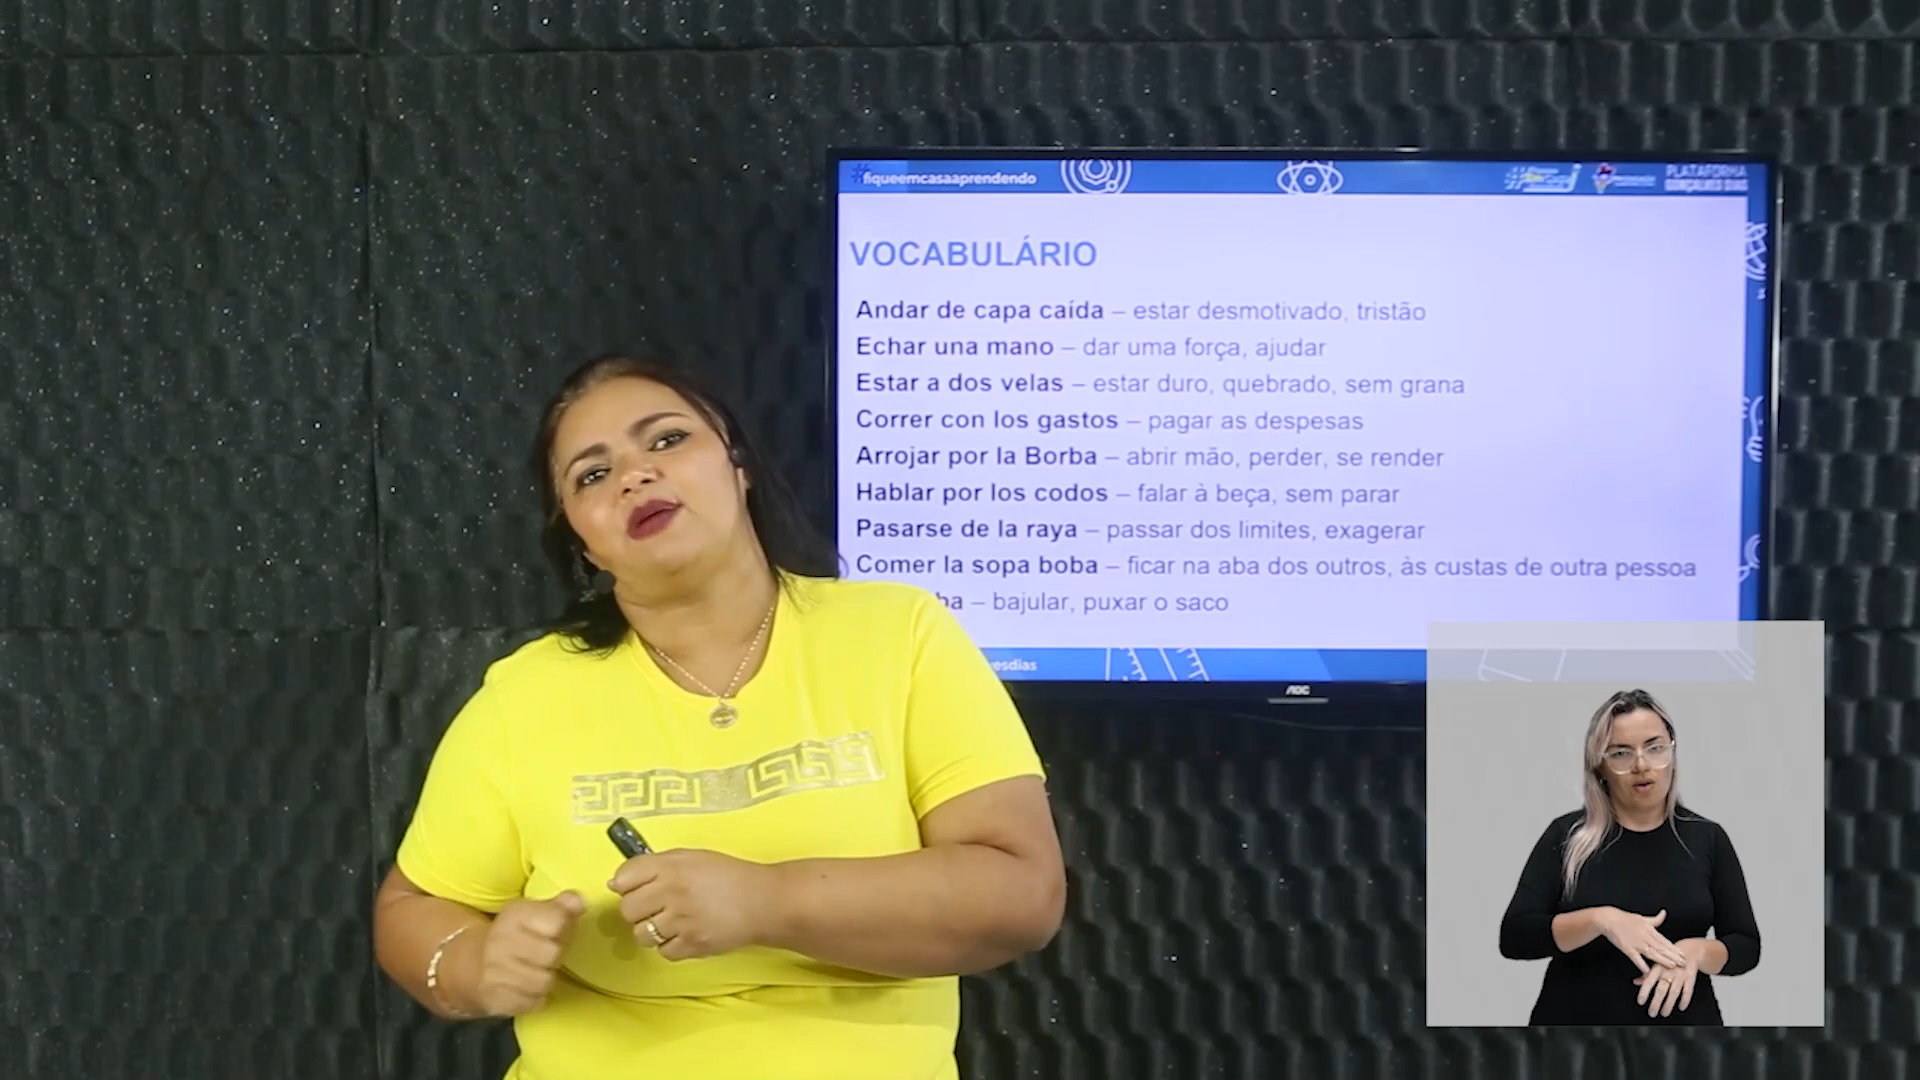 #fiqueemcasaaprendendo
PLATAFORMA
GONÇALVES DIAS
VOCABULÁRIO
Andar de capa caída – estar desmotivado, tristão
Echar una mano – dar uma força, ajudar
Estar a dos velas – estar duro, quebrado, sem grana
Correr con los gastos – pagar as despesas
Arrojar por la Borba – abrir mão, perder, se render
Hablar por los codos – falar à beça, sem parar
Pasarse de la raya – passar dos limites, exagerar
Comer la sopa boba – ficar na aba dos outros, às custas de outra pessoa
ba – bajular, puxar o saco
esdias
AOC